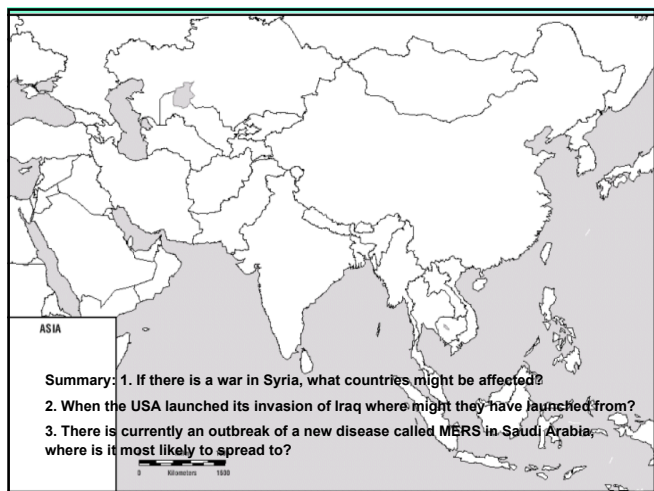 ASIA
Summary: 1. If there is a war in Syria, what countries might be affected?
2. When the USA launched its invasion of Iraq where might they have launched from?
3. There is currently an outbreak of a new disease called MERS in Saudi Arabia,
where is it most likely to spread to?
0 Kilometers 1600